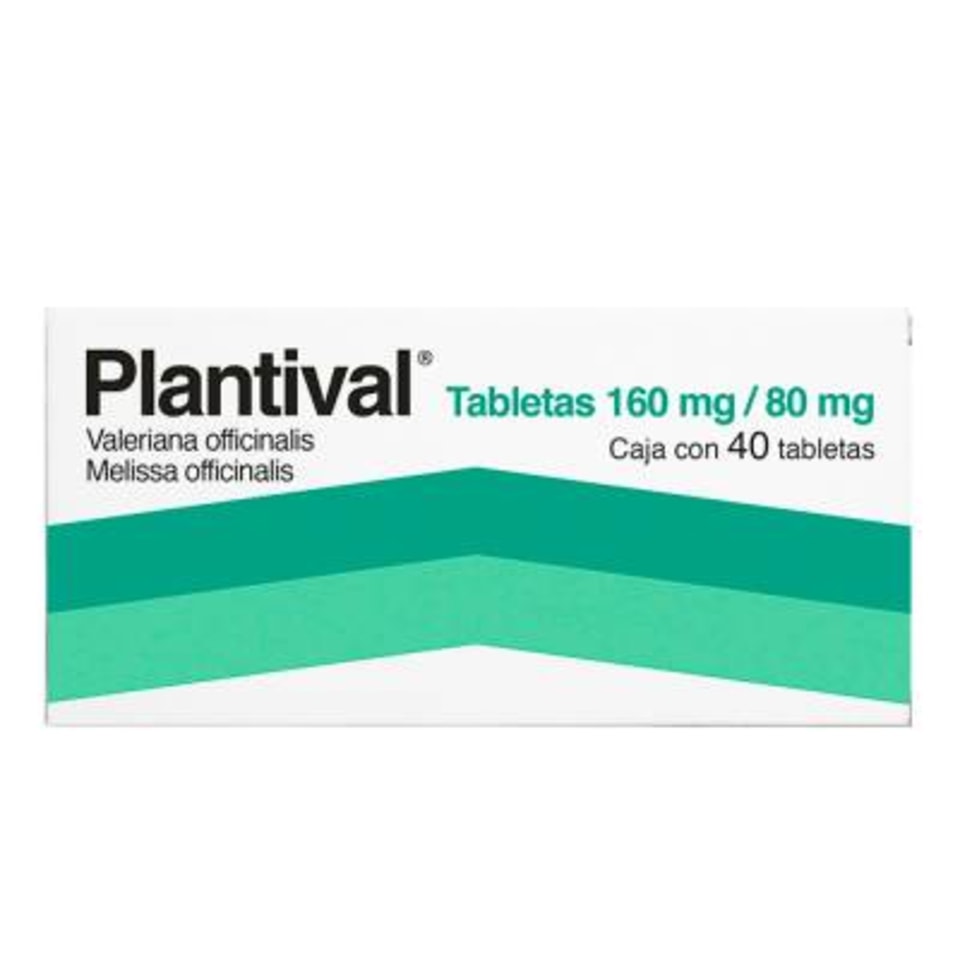 Plantival®
Tabletas 160 mg / 80 mg
Valeriana officinalis
Caja con 40 tabletas
Melissa officinalis